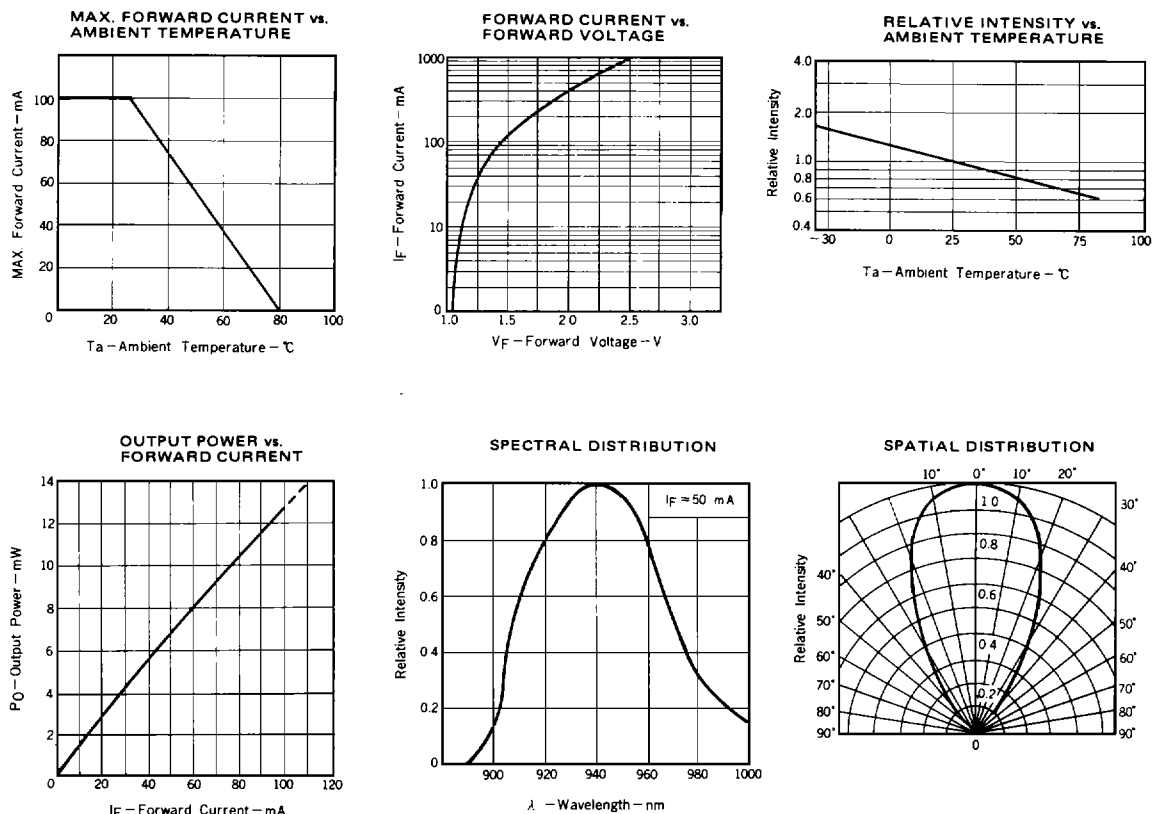 MAX. FORWARD CURRENT vs.
AMBIENT TEMPERATURE
MAX. Forward Current – mA
100
80
60
40
20
0
20 40 60 80 100
Ta – Ambient Temperature – ℃
FORWARD CURRENT vs.
FORWARD VOLTAGE
IF – Forward Current – mA
1000
100
10
0
1.0 1.5 2.0 2.5 3.0
VF – Forward Voltage – V
RELATIVE INTENSITY vs.
AMBIENT TEMPERATURE
Relative Intensity
4.0
2.0
1.0
0.8
0.6
0.4
–30 0 25 50 75 100
Ta – Ambient Temperature – ℃
OUTPUT POWER vs.
FORWARD CURRENT
PO – Output Power – mW
14
12
10
8
6
4
2
0 20 40 60 80 100 120
IF – Forward Current – mA
SPECTRAL DISTRIBUTION
Relative Intensity
1.0
0.8
0.6
0.4
0.2
0
IF = 50 mA
900 920 940 960 980 1000
λ – Wavelength – nm
SPATIAL DISTRIBUTION
10° 0° 10° 20°
30°
40° 40°
50° 50°
60° 60°
70° 70°
80° 80°
90° 90°
Relative Intensity
1.0
0.8
0.6
0.4
0.2
0